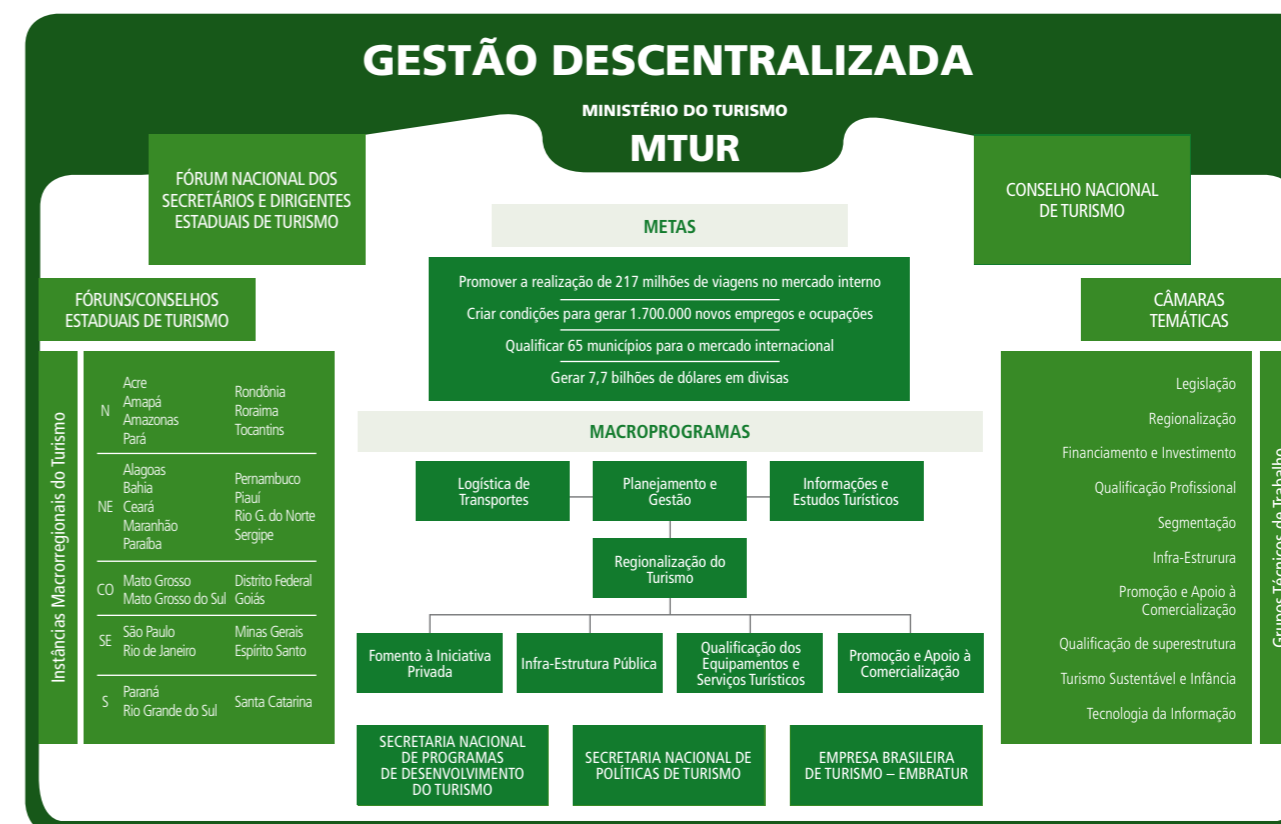 GESTÃO DESCENTRALIZADA
MINISTÉRIO DO TURISMO
MTUR
FÓRUM NACIONAL DOS
SECRETÁRIOS E DIRIGENTES
ESTADUAIS DE TURISMO
CONSELHO NACIONAL
DE TURISMO
FÓRUNS/CONSELHOS
ESTADUAIS DE TURISMO
Instâncias Macrorregionais do Turismo
N
Acre
Amapá
Amazonas
Pará
Rondônia
Roraima
Tocantins
NE
Alagoas
Bahia
Ceará
Maranhão
Paraíba
Pernambuco
Piauí
Rio G. do Norte
Sergipe
CO
Mato Grosso
Mato Grosso do Sul
Distrito Federal
Goiás
SE
São Paulo
Rio de Janeiro
Minas Gerais
Espírito Santo
S
Paraná
Rio Grande do Sul
Santa Catarina
METAS
Promover a realização de 217 milhões de viagens no mercado interno
Criar condições para gerar 1.700.000 novos empregos e ocupações
Qualificar 65 municípios para o mercado internacional
Gerar 7,7 bilhões de dólares em divisas
MACROPROGRAMAS
Logística de
Transportes
Planejamento e
Gestão
Informações e
Estudos Turísticos
Regionalização do
Turismo
Fomento à Iniciativa
Privada
Infra-Estrutura Pública
Qualificação dos
Equipamentos e
Serviços Turísticos
Promoção e Apoio à
Comercialização
SECRETARIA NACIONAL
DE PROGRAMAS
DE DESENVOLVIMENTO
DO TURISMO
SECRETARIA NACIONAL DE
POLÍTICAS DE TURISMO
EMPRESA BRASILEIRA
DE TURISMO – EMBRATUR
CÂMARAS
TEMÁTICAS
Legislação
Regionalização
Financiamento e Investimento
Qualificação Profissional
Segmentação
Infra-Estrurura
Promoção e Apoio à
Comercialização
Qualificação de superestrutura
Turismo Sustentável e Infância
Tecnologia da Informação
Grupos Técnicos de Trabalho